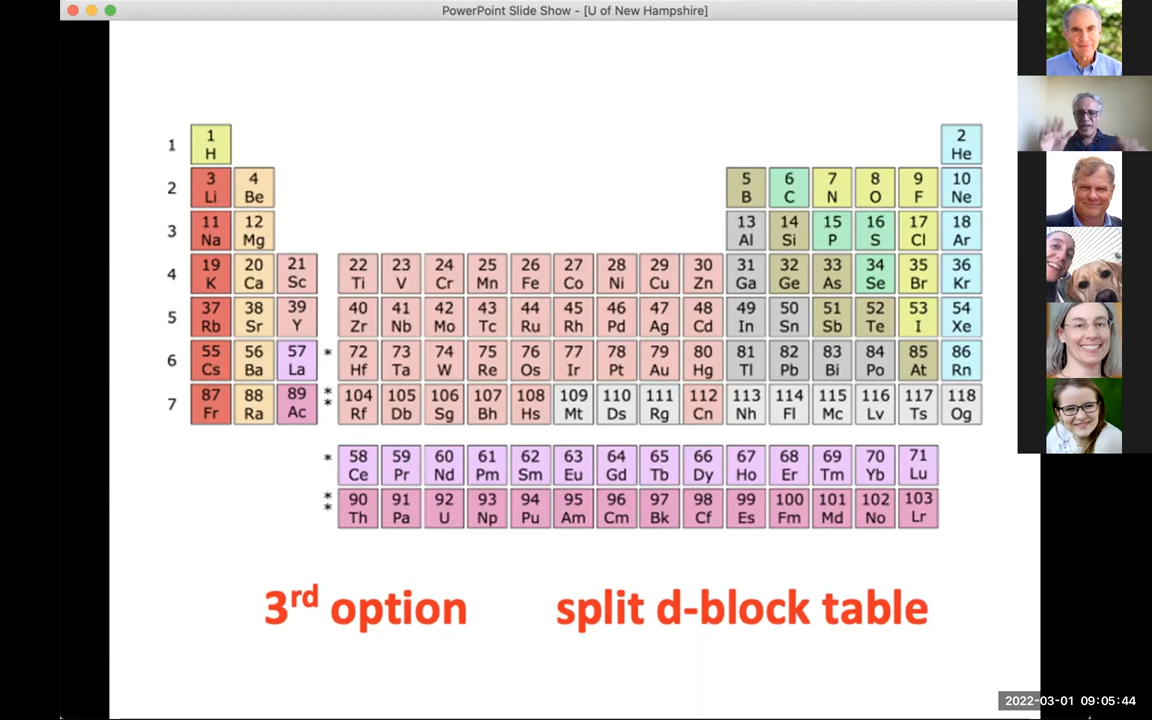 PowerPoint Slide Show - [U of New Hampshire]
1 1 H 2 He
2 3 Li 4 Be 5 B 6 C 7 N 8 O 9 F 10 Ne
3 11 Na 12 Mg 13 Al 14 Si 15 P 16 S 17 Cl 18 Ar
4 19 K 20 Ca 21 Sc 22 Ti 23 V 24 Cr 25 Mn 26 Fe 27 Co 28 Ni 29 Cu 30 Zn 31 Ga 32 Ge 33 As 34 Se 35 Br 36 Kr
5 37 Rb 38 Sr 39 Y 40 Zr 41 Nb 42 Mo 43 Tc 44 Ru 45 Rh 46 Pd 47 Ag 48 Cd 49 In 50 Sn 51 Sb 52 Te 53 I 54 Xe
6 55 Cs 56 Ba 57 La * 72 Hf 73 Ta 74 W 75 Re 76 Os 77 Ir 78 Pt 79 Au 80 Hg 81 Tl 82 Pb 83 Bi 84 Po 85 At 86 Rn
7 87 Fr 88 Ra 89 Ac * * 104 Rf 105 Db 106 Sg 107 Bh 108 Hs 109 Mt 110 Ds 111 Rg 112 Cn 113 Nh 114 Fl 115 Mc 116 Lv 117 Ts 118 Og
* 58 Ce 59 Pr 60 Nd 61 Pm 62 Sm 63 Eu 64 Gd 65 Tb 66 Dy 67 Ho 68 Er 69 Tm 70 Yb 71 Lu
* * 90 Th 91 Pa 92 U 93 Np 94 Pu 95 Am 96 Cm 97 Bk 98 Cf 99 Es 100 Fm 101 Md 102 No 103 Lr
3rd option split d-block table
2022-03-01 09:05:44